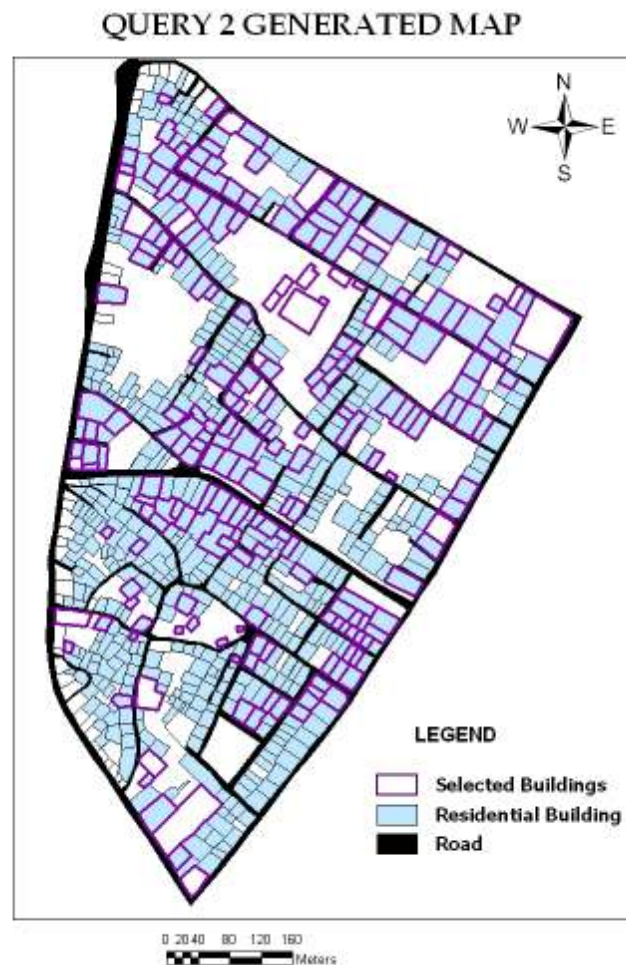 QUERY 2 GENERATED MAP
N
W E
S
LEGEND
Selected Buildings
Residential Building
Road
0 20 40 80 120 160
Meters